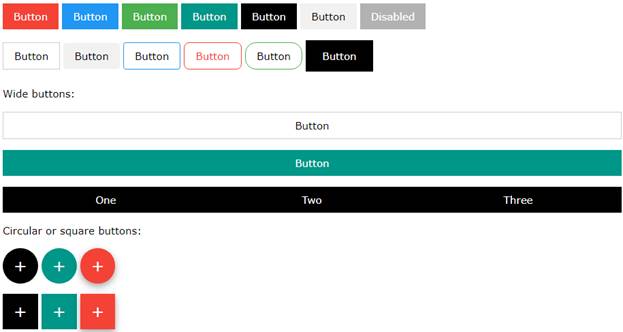 Button Button Button Button Button Button Disabled
Button Button Button Button Button Button
Wide buttons:
Button
Button
One Two Three
Circular or square buttons:
+ + +
+ + +